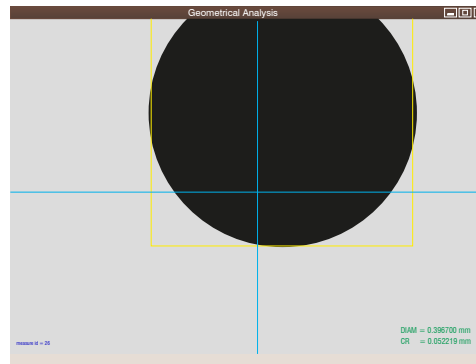 Geometrical Analysis
DIAM = 0.396700 mm
CR = 0.052219 mm
measure id = 26